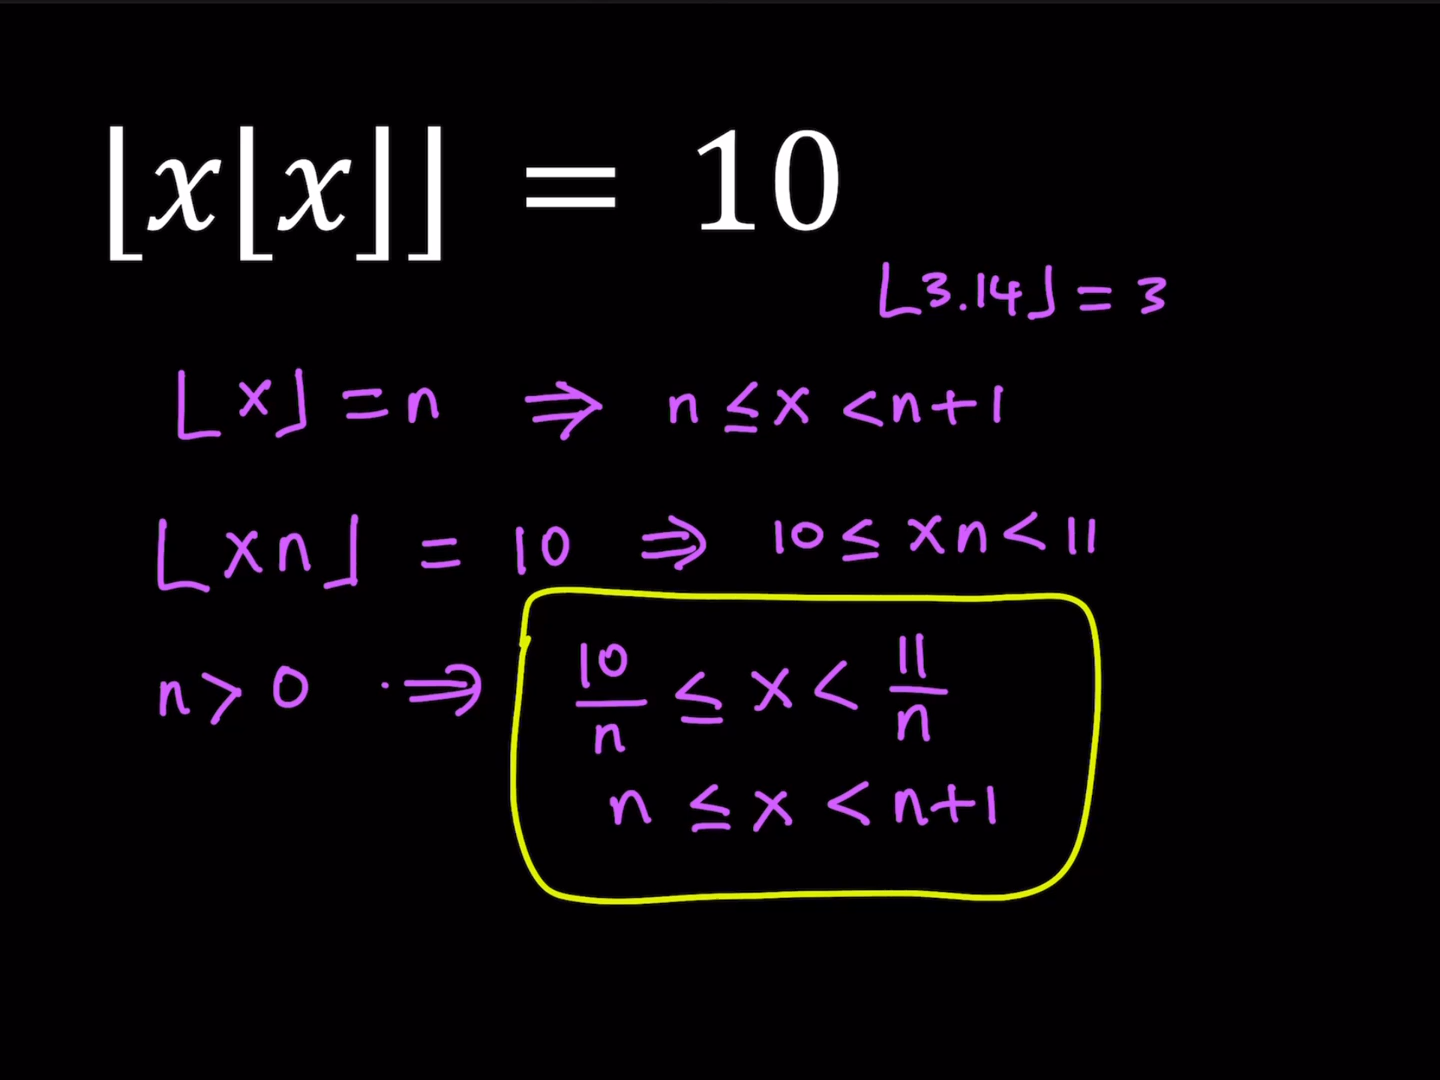 ⌊x⌊x⌋⌋ = 10
⌊3.14⌋ = 3
⌊x⌋ = n ⇒ n ≤ x < n+1
⌊xn⌋ = 10 ⇒ 10 ≤ xn < 11
n > 0 ·⇒ 10/n ≤ x < 11/n
n ≤ x < n+1